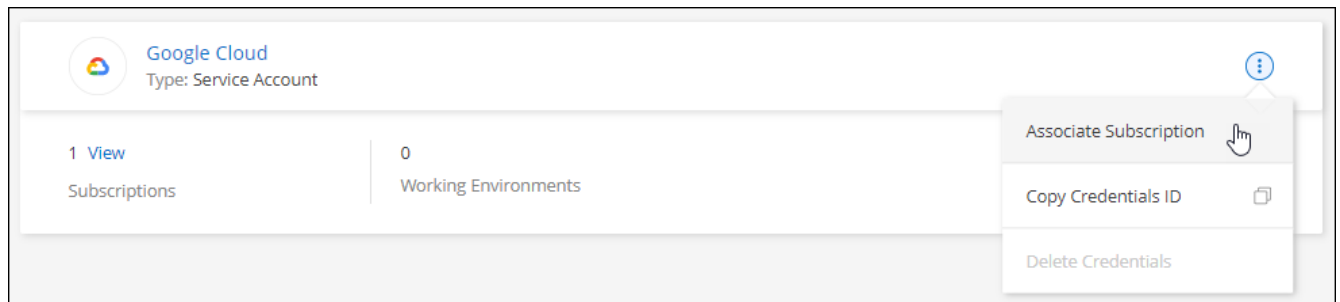 Google Cloud
Type: Service Account
Associate Subscription
1 View
0
Subscriptions
Working Environments
Copy Credentials ID
Delete Credentials